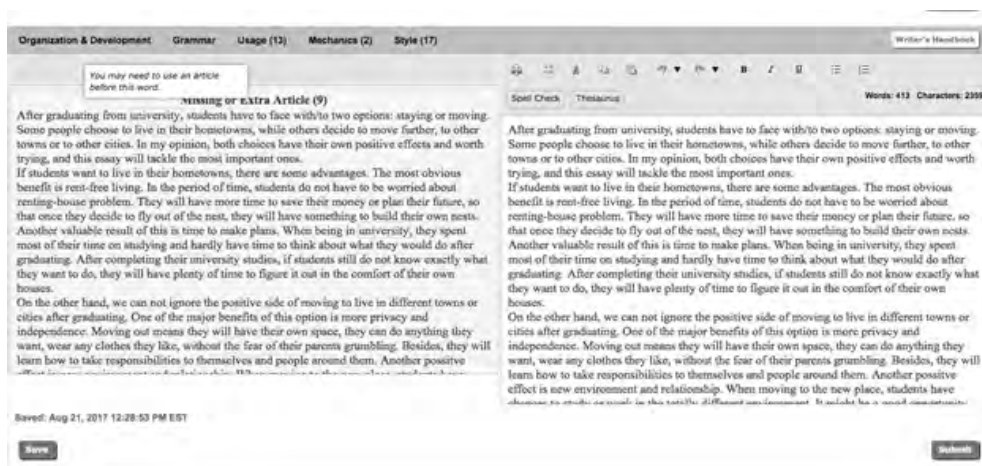 Organization & Development Grammar Usage (13) Mechanics (2) Style (17)
Writer's Handbook
You may need to use an article
before this word.
Missing or Extra Article (9)
After graduating from university, students have to face with/to two options: staying or moving.
Some people choose to live in their hometowns, while others decide to move further, to other
towns or to other cities. In my opinion, both choices have their own positive effects and worth
trying, and this essay will tackle the most important ones.
If students want to live in their hometowns, there are some advantages. The most obvious
benefit is rent-free living. In the period of time, students do not have to be worried about
renting-house problem. They will have more time to save their money or plan their future, so
that once they decide to fly out of the nest, they will have something to build their own nests.
Another valuable result of this is time to make plans. When being in university, they spent
most of their time on studying and hardly have time to think about what they would do after
graduating. After completing their university studies, if students still do not know exactly what
they want to do, they will have plenty of time to figure it out in the comfort of their own
houses.
On the other hand, we can not ignore the positive side of moving to live in different towns or
cities after graduating. One of the major benefits of this option is more privacy and
independence. Moving out means they will have their own space, they can do anything they
want, wear any clothes they like, without the fear of their parents grumbling. Besides, they will
learn how to take responsibilities to themselves and people around them. Another possitve
B I U
Spell Check Thesaurus
Words: 413 Characters: 2359
After graduating from university, students have to face with/to two options: staying or moving.
Some people choose to live in their hometowns, while others decide to move further, to other
towns or to other cities. In my opinion, both choices have their own positive effects and worth
trying, and this essay will tackle the most important ones.
If students want to live in their hometowns, there are some advantages. The most obvious
benefit is rent-free living. In the period of time, students do not have to be worried about
renting-house problem. They will have more time to save their money or plan their future, so
that once they decide to fly out of the nest, they will have something to build their own nests.
Another valuable result of this is time to make plans. When being in university, they spent
most of their time on studying and hardly have time to think about what they would do after
graduating. After completing their university studies, if students still do not know exactly what
they want to do, they will have plenty of time to figure it out in the comfort of their own
houses.
On the other hand, we can not ignore the positive side of moving to live in different towns or
cities after graduating. One of the major benefits of this option is more privacy and
independence. Moving out means they will have their own space, they can do anything they
want, wear any clothes they like, without the fear of their parents grumbling. Besides, they will
learn how to take responsibilities to themselves and people around them. Another possitve
effect is new environment and relationship. When moving to the new place, students have
Saved: Aug 21, 2017 12:28:53 PM EST
Save
Submit